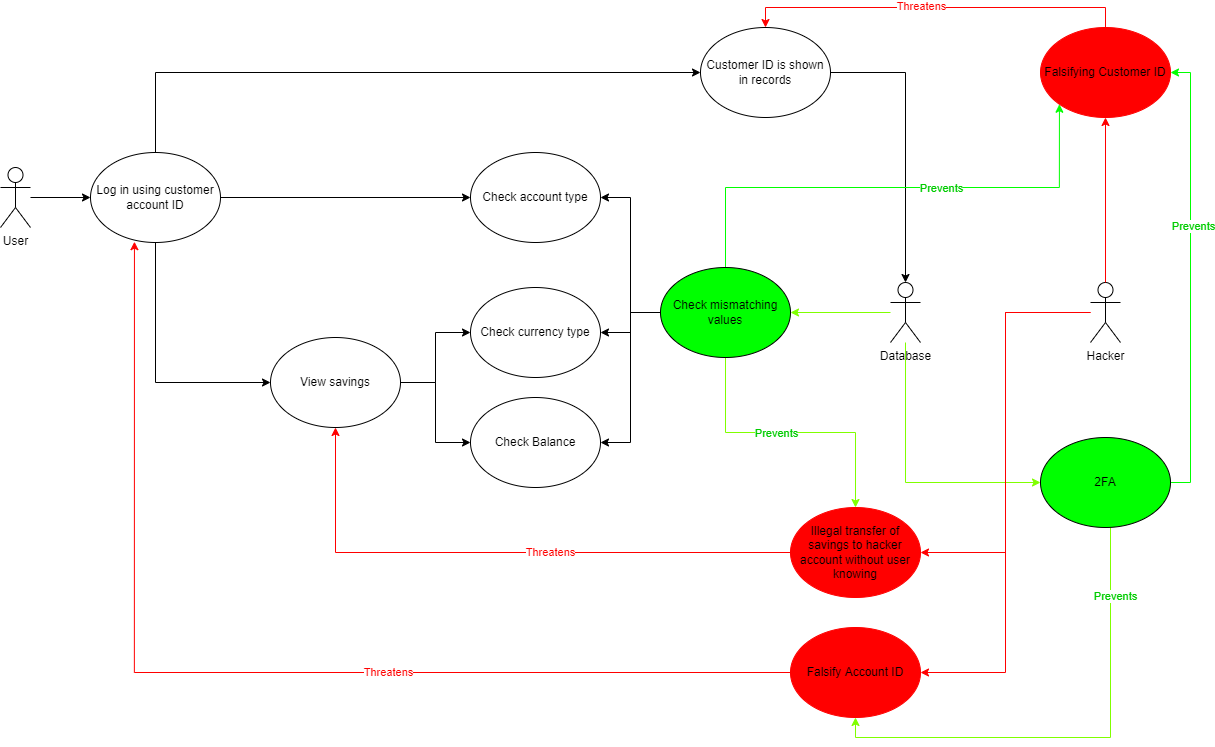 Threatens
Customer ID is shown
in records
Falsifying Customer ID
Log in using customer
account ID
Check account type
Prevents
User
Prevents
Check mismatching
values
Check currency type
Database
Hacker
View savings
Check Balance
Prevents
2FA
Illegal transfer of
savings to hacker
account without user
knowing
Threatens
Prevents
Threatens
Falsify Account ID